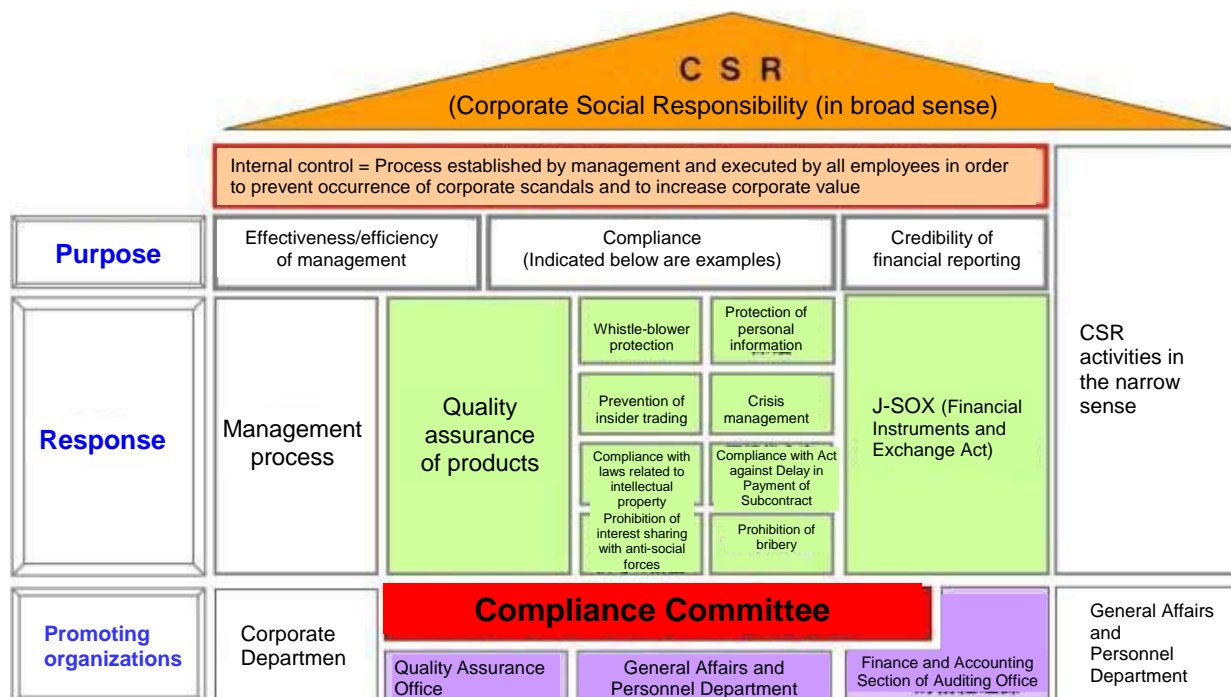 C S R
(Corporate Social Responsibility (in broad sense)
Internal control = Process established by management and executed by all employees in order
to prevent occurrence of corporate scandals and to increase corporate value
Purpose
Effectiveness/efficiency
of management
Compliance
(Indicated below are examples)
Credibility of
financial reporting
CSR
activities in
the narrow
sense
Response
Management
process
Quality
assurance
of products
Whistle-blower
protection
Protection of
personal
information
Prevention of
insider trading
Crisis
management
Compliance with
laws related to
intellectual
property
Compliance with Act
against Delay in
Payment of
Subcontract
Prohibition of
interest sharing
with anti-social
forces
Prohibition of
bribery
J-SOX (Financial
Instruments and
Exchange Act)
Promoting
organizations
Corporate
Departmen
Compliance Committee
Quality Assurance
Office
General Affairs and
Personnel Department
Finance and Accounting
Section of Auditing Office
General Affairs
and
Personnel
Department